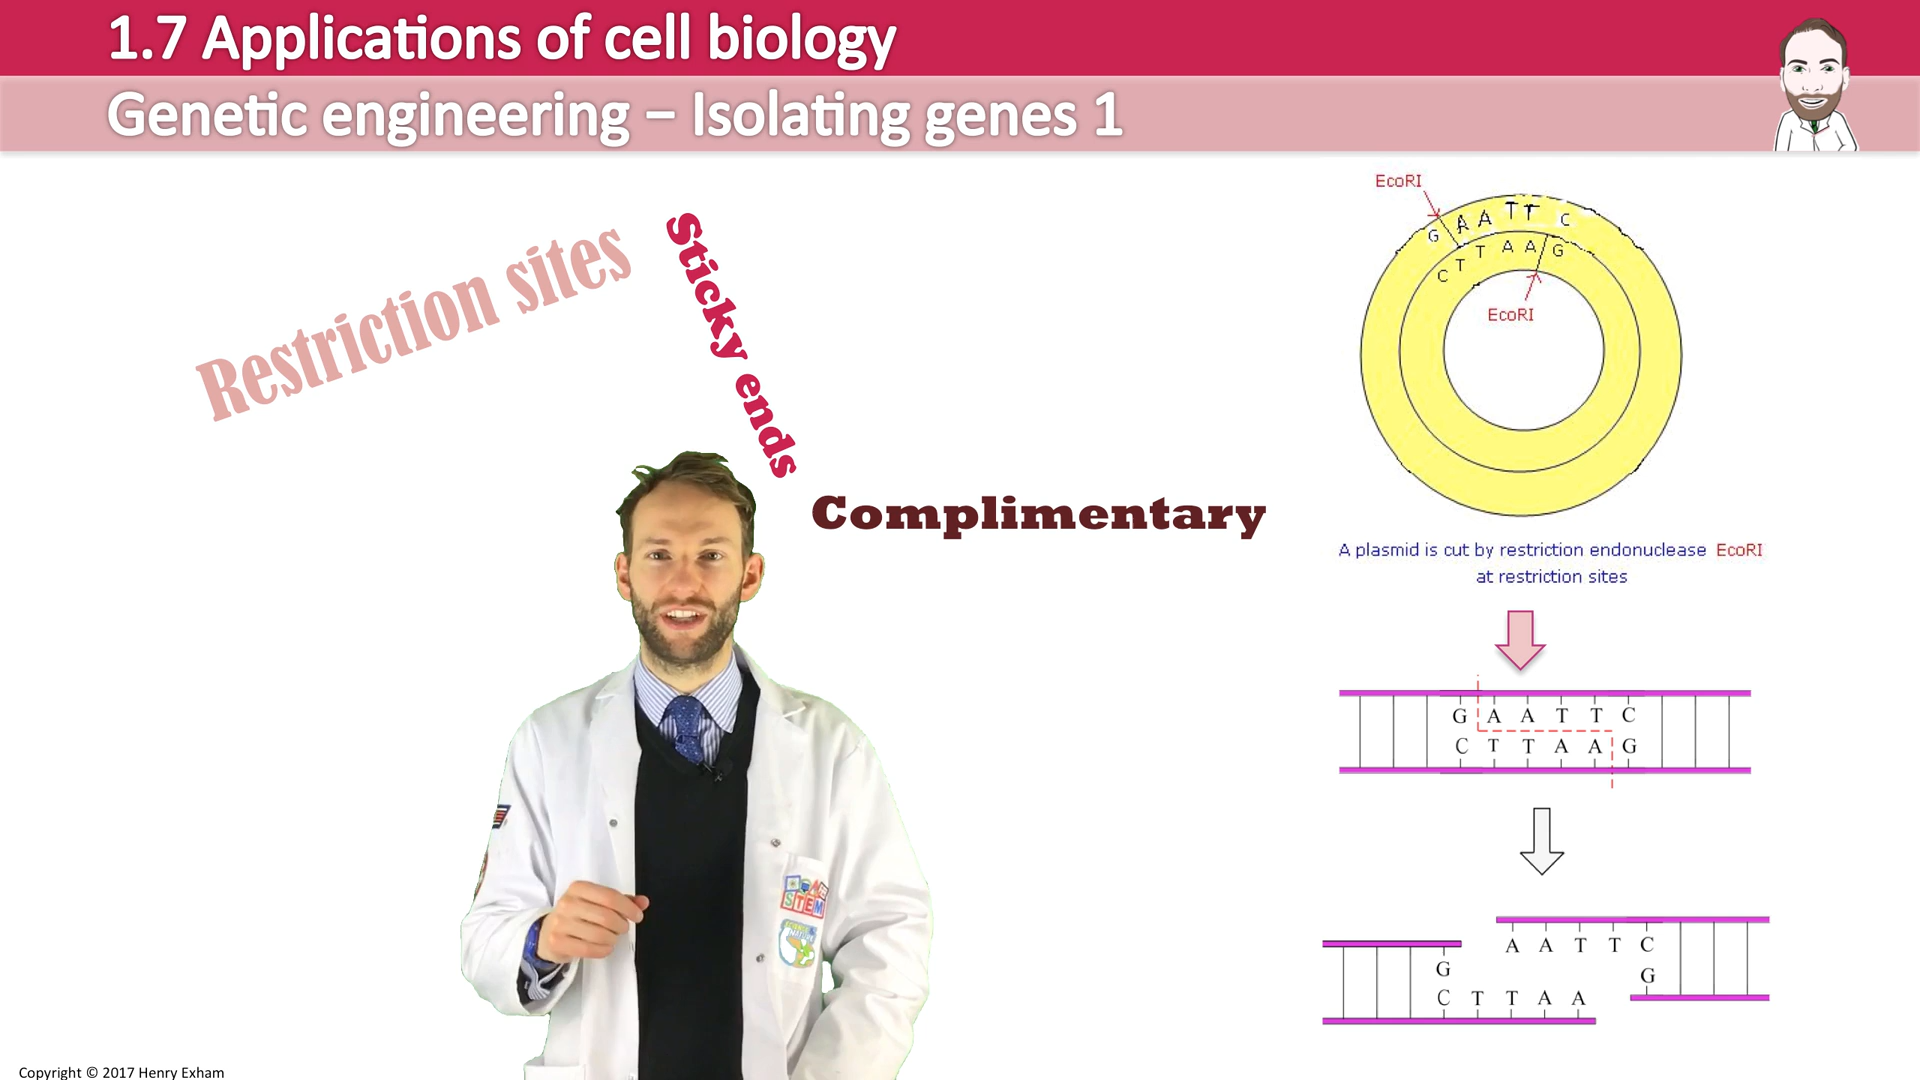 1.7 Applications of cell biology
Genetic engineering – Isolating genes 1
Restriction sites
Sticky ends
Complimentary
EcoRI
G A A T T C
C T T A A G
EcoRI
A plasmid is cut by restriction endonuclease EcoRI
at restriction sites
G A A T T C
C T T A A G
A A T T C
G
G
C T T A A
STEM
Copyright © 2017 Henry Exham